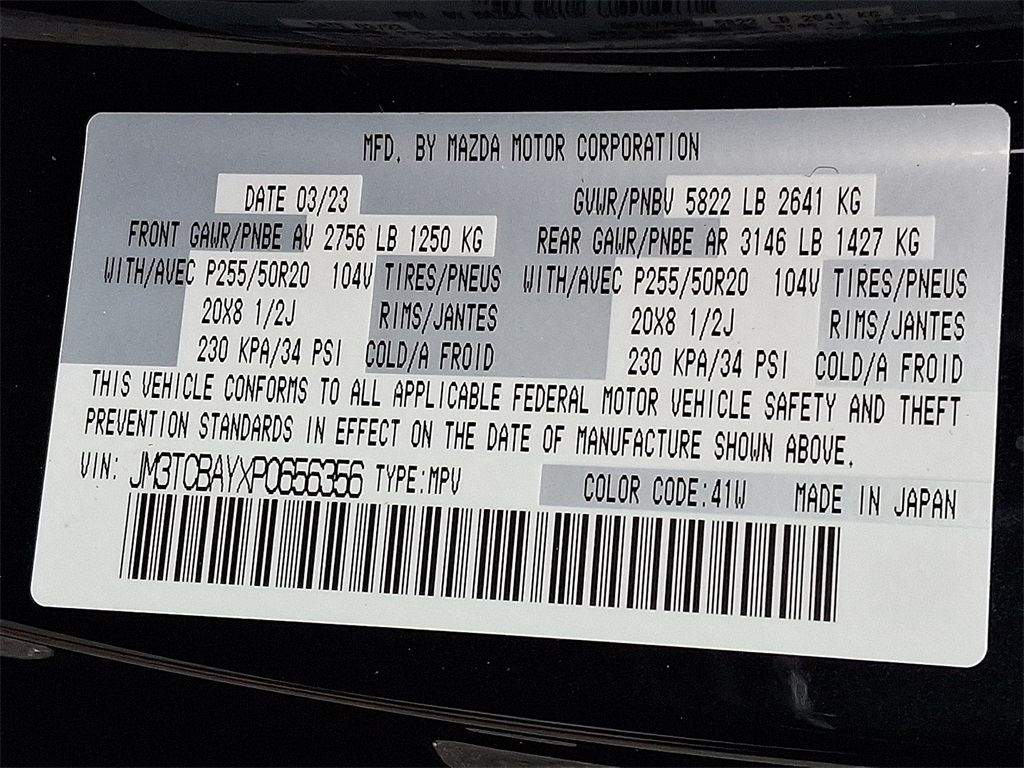 MFD. BY MAZDA MOTOR CORPORATION
DATE 03/23 GVWR/PNBV 5822 LB 2641 KG
FRONT GAWR/PNBE AV 2756 LB 1250 KG REAR GAWR/PNBE AR 3146 LB 1427 KG
WITH/AVEC P255/50R20 104V TIRES/PNEUS WITH/AVEC P255/50R20 104V TIRES/PNEUS
20X8 1/2J RIMS/JANTES 20X8 1/2J RIMS/JANTES
230 KPA/34 PSI COLD/A FROID 230 KPA/34 PSI COLD/A FROID
THIS VEHICLE CONFORMS TO ALL APPLICABLE FEDERAL MOTOR VEHICLE SAFETY AND THEFT
PREVENTION STANDARDS IN EFFECT ON THE DATE OF MANUFACTURE SHOWN ABOVE.
VIN: JM3TCBAYXP0656356 TYPE:MPV COLOR CODE:41W MADE IN JAPAN